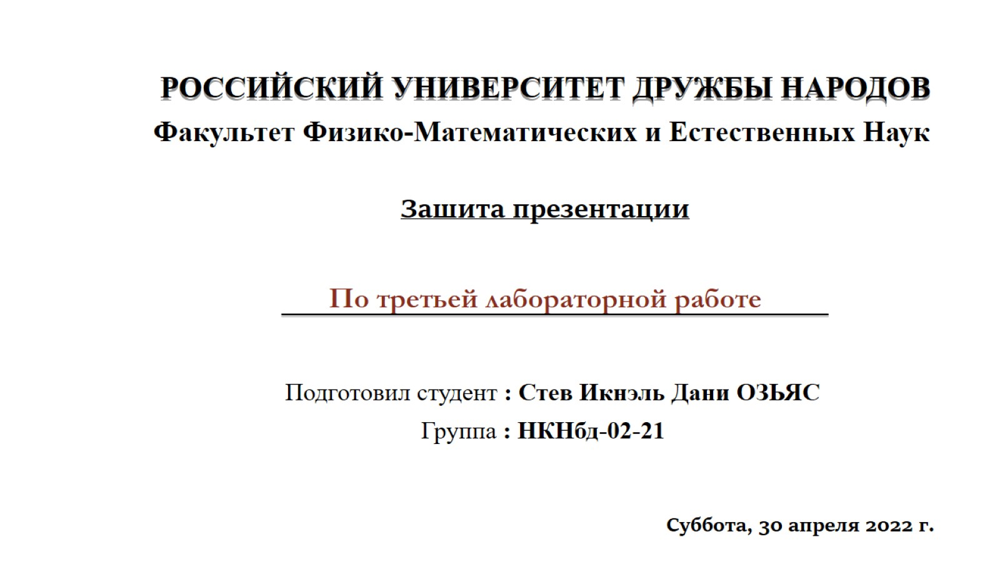 РОССИЙСКИЙ УНИВЕРСИТЕТ ДРУЖБЫ НАРОДОВ
Факультет Физико-Математических и Естественных Наук
Зашита презентации
По третьей лабораторной работе
Подготовил студент : Стев Икнэль Дани ОЗЬЯС
Группа : НКНбд-02-21
Суббота, 30 апреля 2022 г.